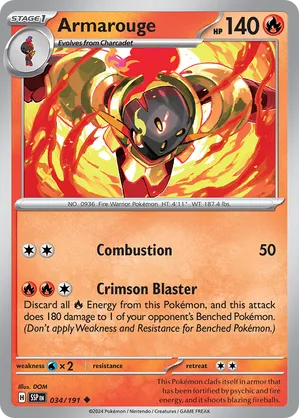 STAGE 1
Armarouge
HP 140
Evolves from Charcadet
NO. 0936 Fire Warrior Pokémon HT: 4'11" WT: 187.4 lbs.
Combustion 50
Crimson Blaster
Discard all Energy from this Pokémon, and this attack
does 180 damage to 1 of your opponent's Benched Pokémon.
(Don't apply Weakness and Resistance for Benched Pokémon.)
weakness ×2 resistance retreat
Illus. DOM
This Pokémon clads itself in armor that
has been fortified by psychic and fire
energy, and it shoots blazing fireballs.
H SSP EN 034/191
©2024 Pokémon / Nintendo / Creatures / GAME FREAK